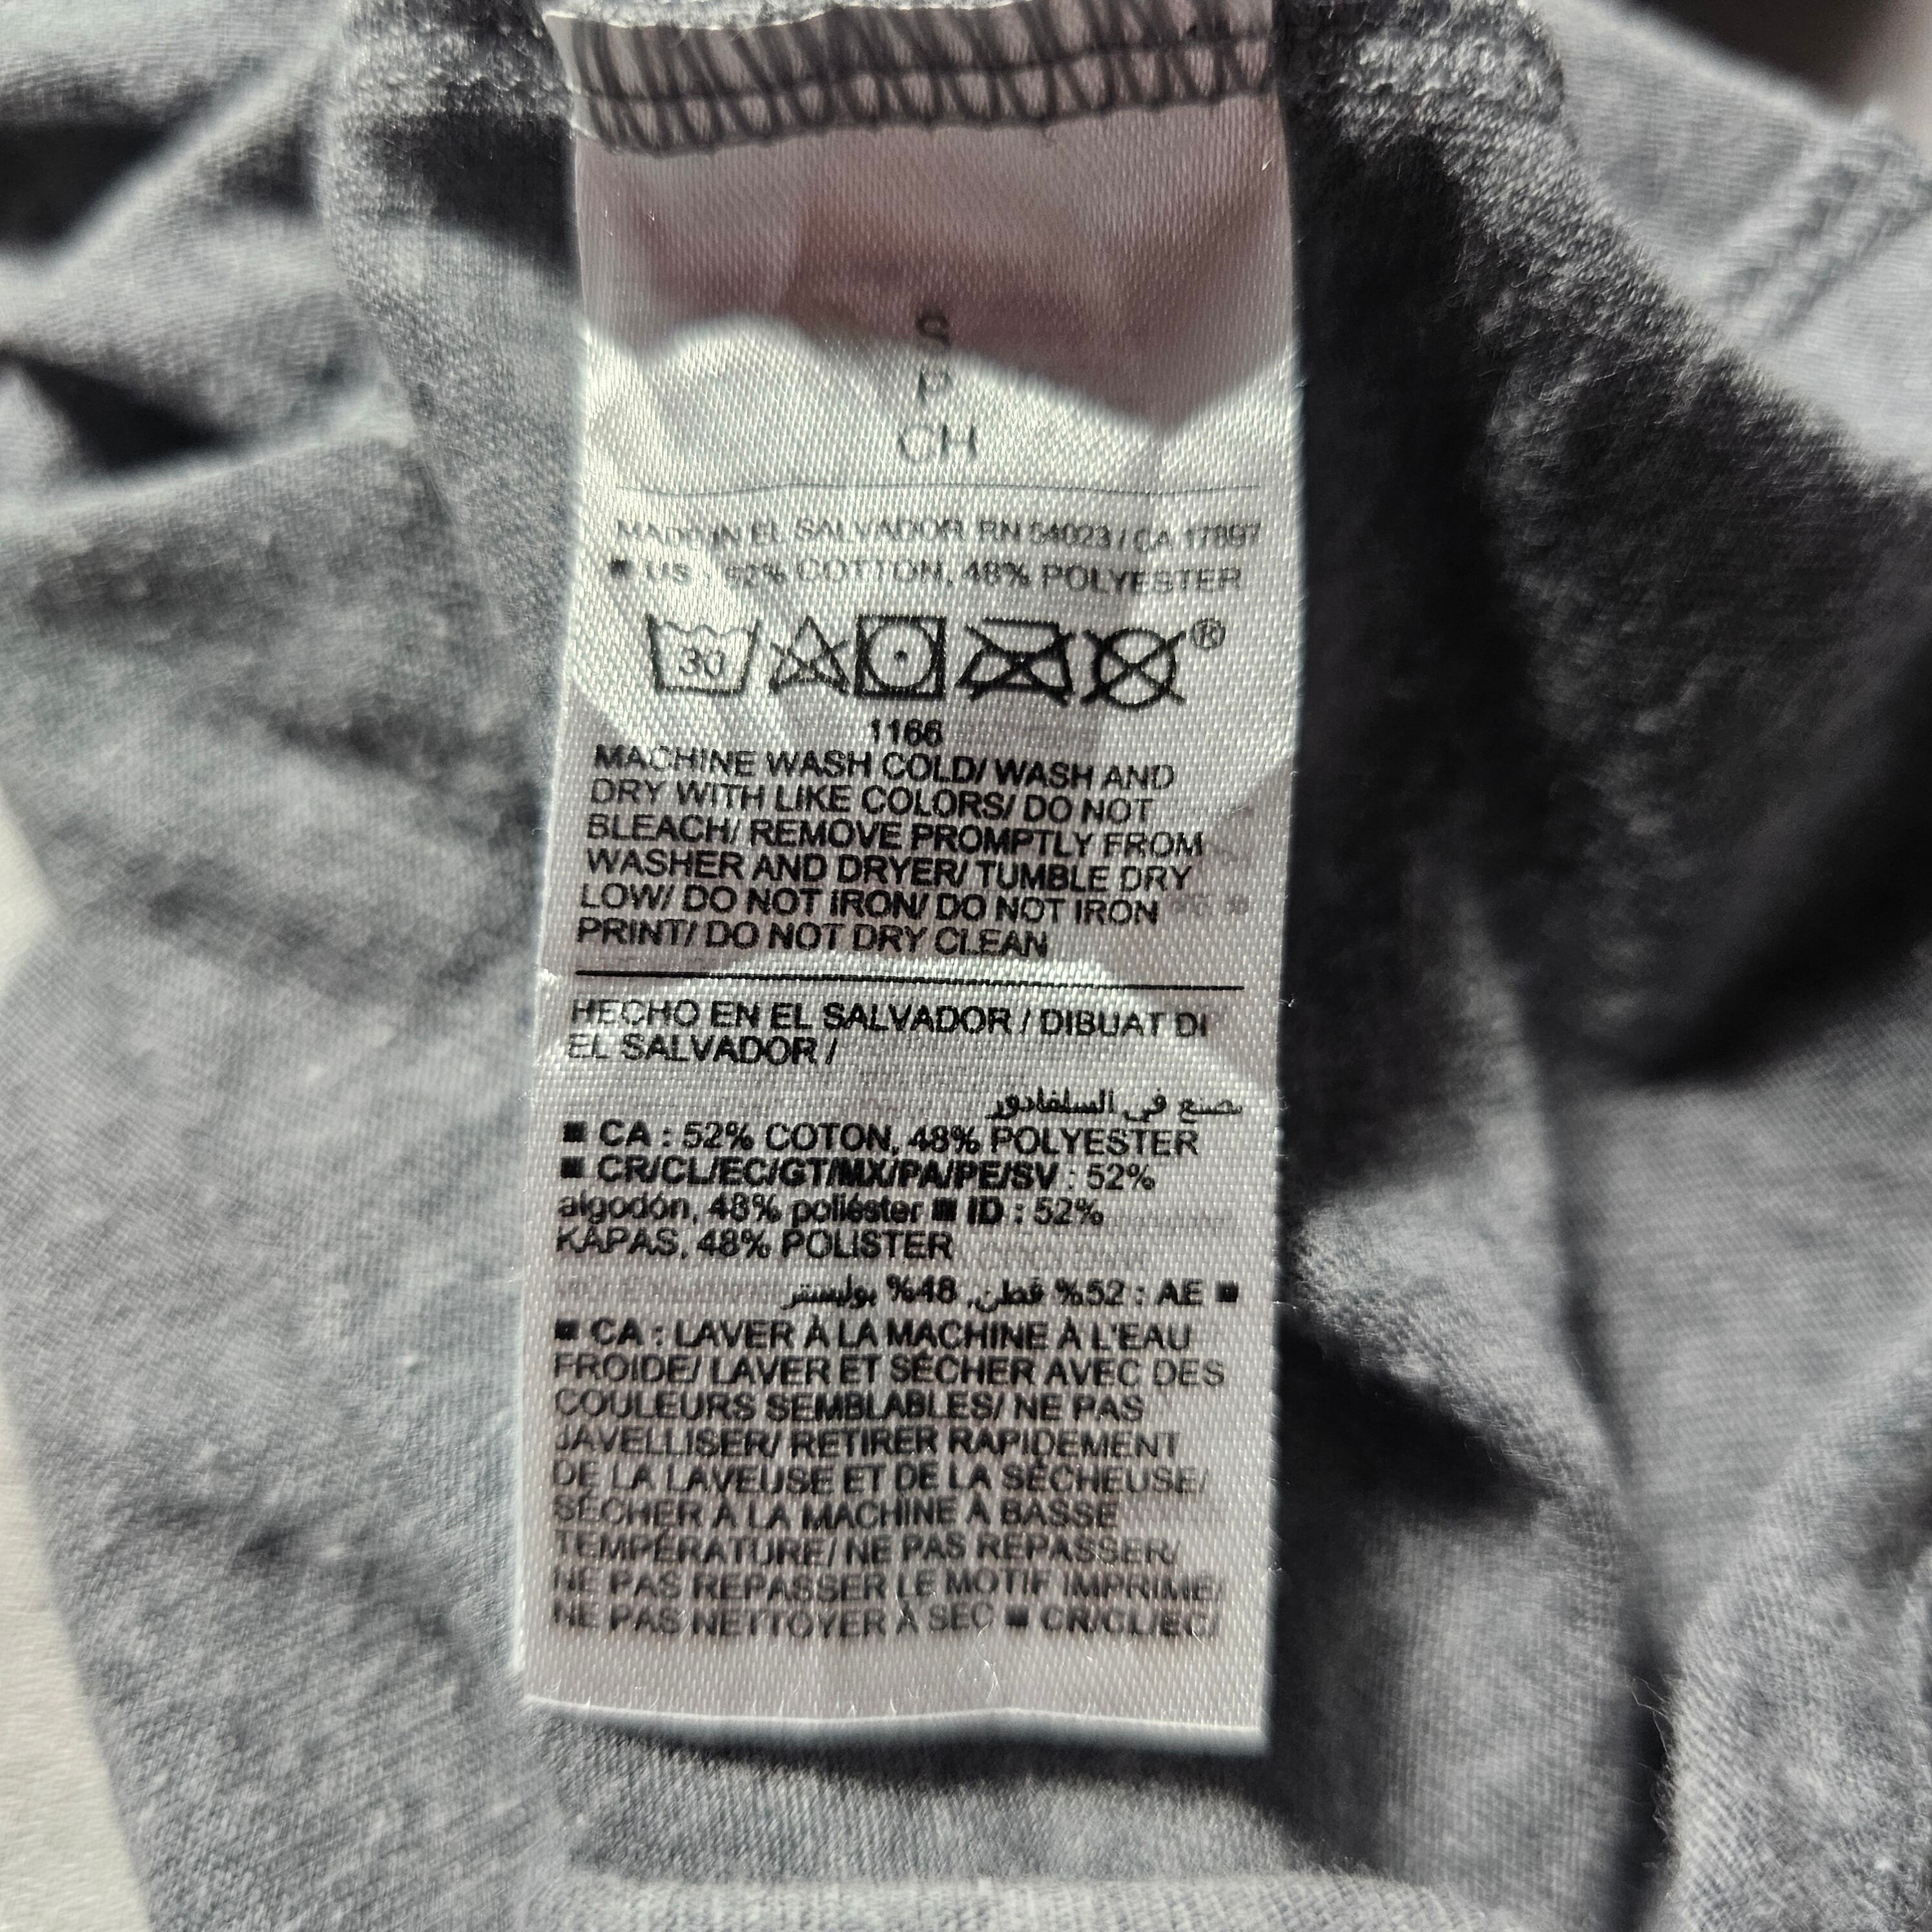 S
P
CH
MADE IN EL SALVADOR RN 54023 / CA 17897
■ US : 52% COTTON, 48% POLYESTER
30 ®
1166
MACHINE WASH COLD/ WASH AND
DRY WITH LIKE COLORS/ DO NOT
BLEACH/ REMOVE PROMPTLY FROM
WASHER AND DRYER/ TUMBLE DRY
LOW/ DO NOT IRON/ DO NOT IRON
PRINT/ DO NOT DRY CLEAN
HECHO EN EL SALVADOR / DIBUAT DI
EL SALVADOR /
صنع في السلفادور
■ CA : 52% COTON, 48% POLYESTER
■ CR/CL/EC/GT/MX/PA/PE/SV : 52%
algodón, 48% poliéster ■ ID : 52%
KAPAS, 48% POLISTER
■ AE : 52% قطن, 48% بوليستر
■ CA : LAVER À LA MACHINE À L'EAU
FROIDE/ LAVER ET SÉCHER AVEC DES
COULEURS SEMBLABLES/ NE PAS
JAVELLISER/ RETIRER RAPIDEMENT
DE LA LAVEUSE ET DE LA SÉCHEUSE/
SÉCHER À LA MACHINE À BASSE
TEMPÉRATURE/ NE PAS REPASSER/
NE PAS REPASSER LE MOTIF IMPRIMÉ/
NE PAS NETTOYER À SEC ■ CR/CL/EC/